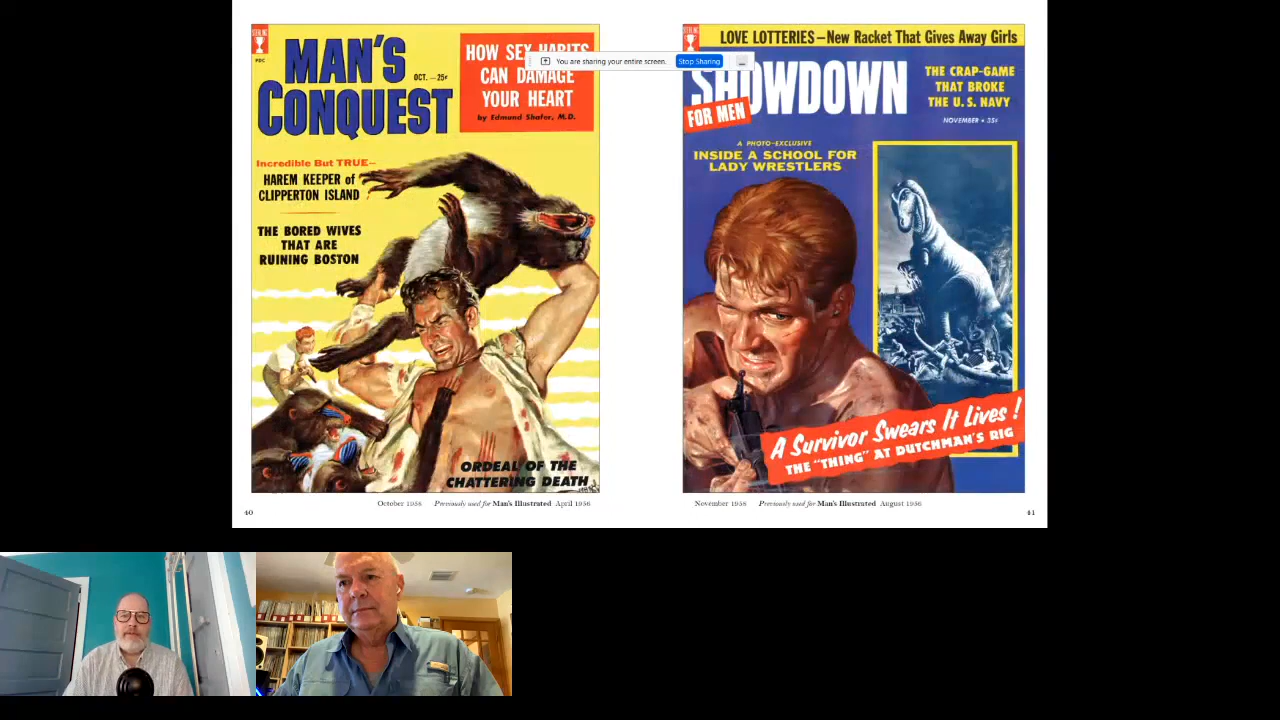 STERLING
PDC
MAN'S
CONQUEST
OCT. – 25¢
HOW SEX HABITS
CAN DAMAGE
YOUR HEART
by Edmund Shafer, M.D.
Incredible But TRUE–
HAREM KEEPER of
CLIPPERTON ISLAND
THE BORED WIVES
THAT ARE
RUINING BOSTON
ORDEAL OF THE
CHATTERING DEATH
October 1956 Previously used for Man's Illustrated April 1956
40
You are sharing your entire screen. Stop Sharing
LOVE LOTTERIES – New Racket That Gives Away Girls
SHOWDOWN
FOR MEN
THE CRAP-GAME
THAT BROKE
THE U. S. NAVY
NOVEMBER • 35¢
A PHOTO-EXCLUSIVE
INSIDE A SCHOOL FOR
LADY WRESTLERS
A Survivor Swears It Lives!
THE "THING" AT DUTCHMAN'S RIG
November 1958 Previously used for Man's Illustrated August 1956
41